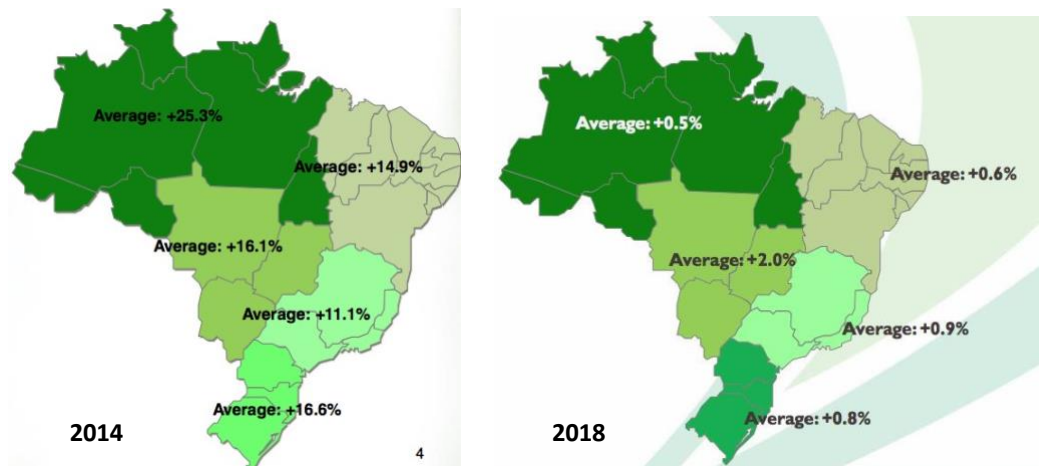 Average: +25.3%
Average: +14.9%
Average: +16.1%
Average: +11.1%
Average: +16.6%
2014
4
Average: +0.5%
Average: +0.6%
Average: +2.0%
Average: +0.9%
Average: +0.8%
2018